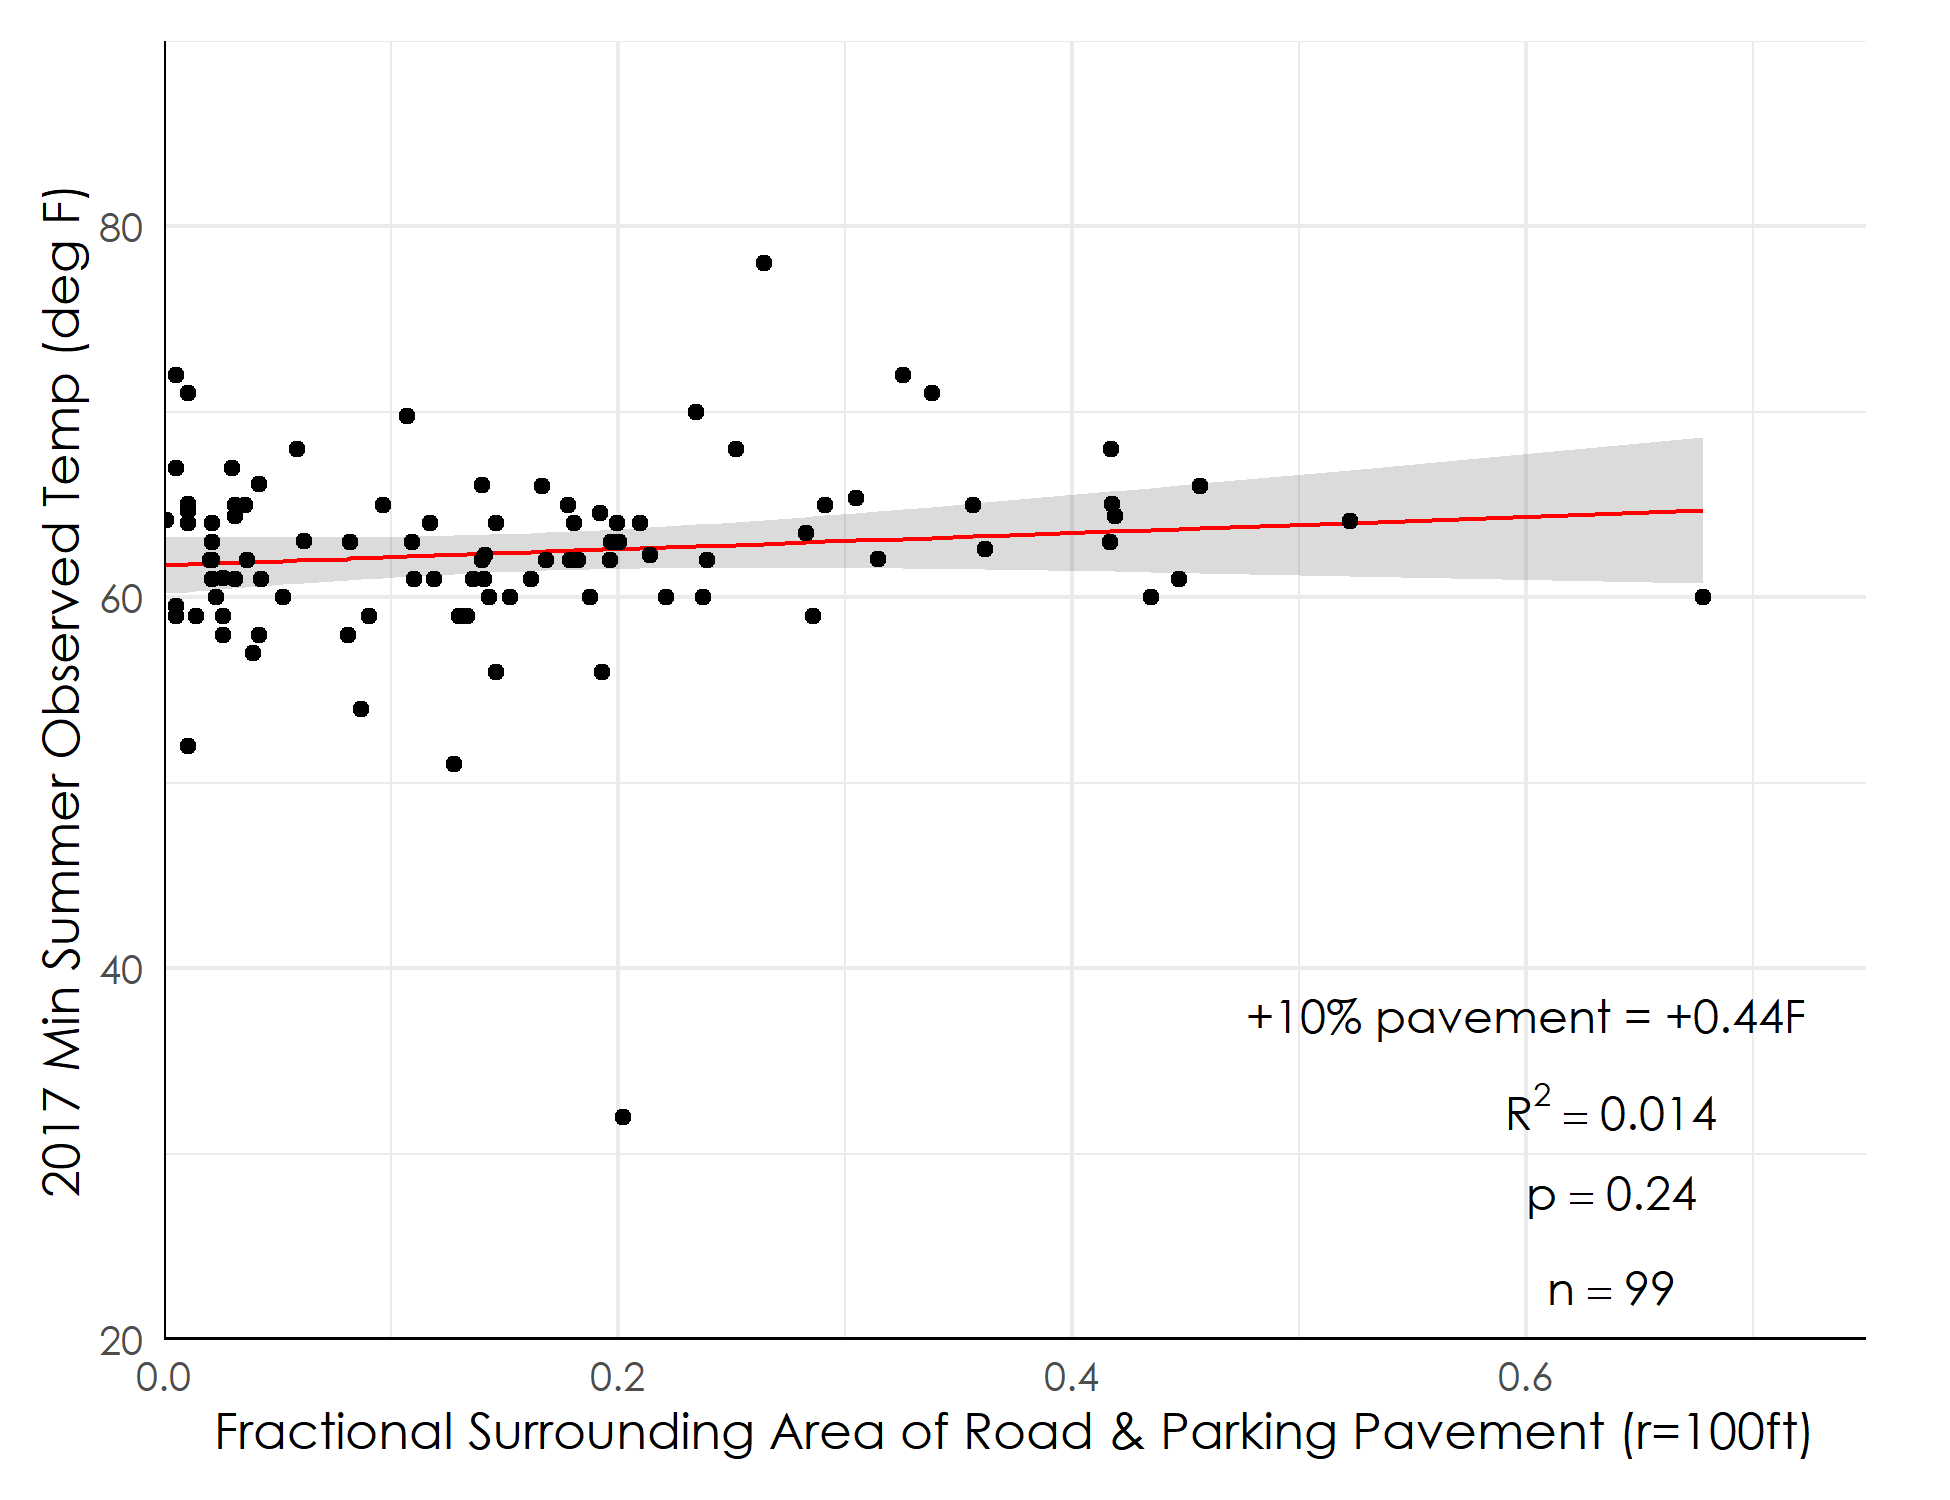 2017 Min Summer Observed Temp (deg F)
80
60
40
20
+10% pavement = +0.44F
R² = 0.014
p = 0.24
n = 99
0.0 0.2 0.4 0.6
Fractional Surrounding Area of Road & Parking Pavement (r=100ft)